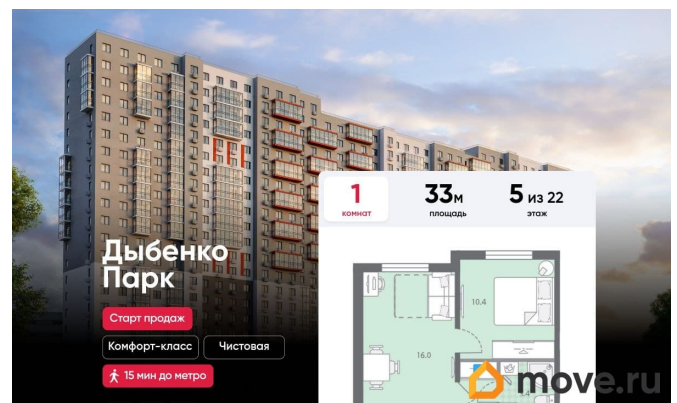 1
комнат
33м
площадь
5 из 22
этаж
Дыбенко
Парк
Старт продаж
Комфорт-класс
Чистовая
15 мин до метро
10.4
16.0
move.ru